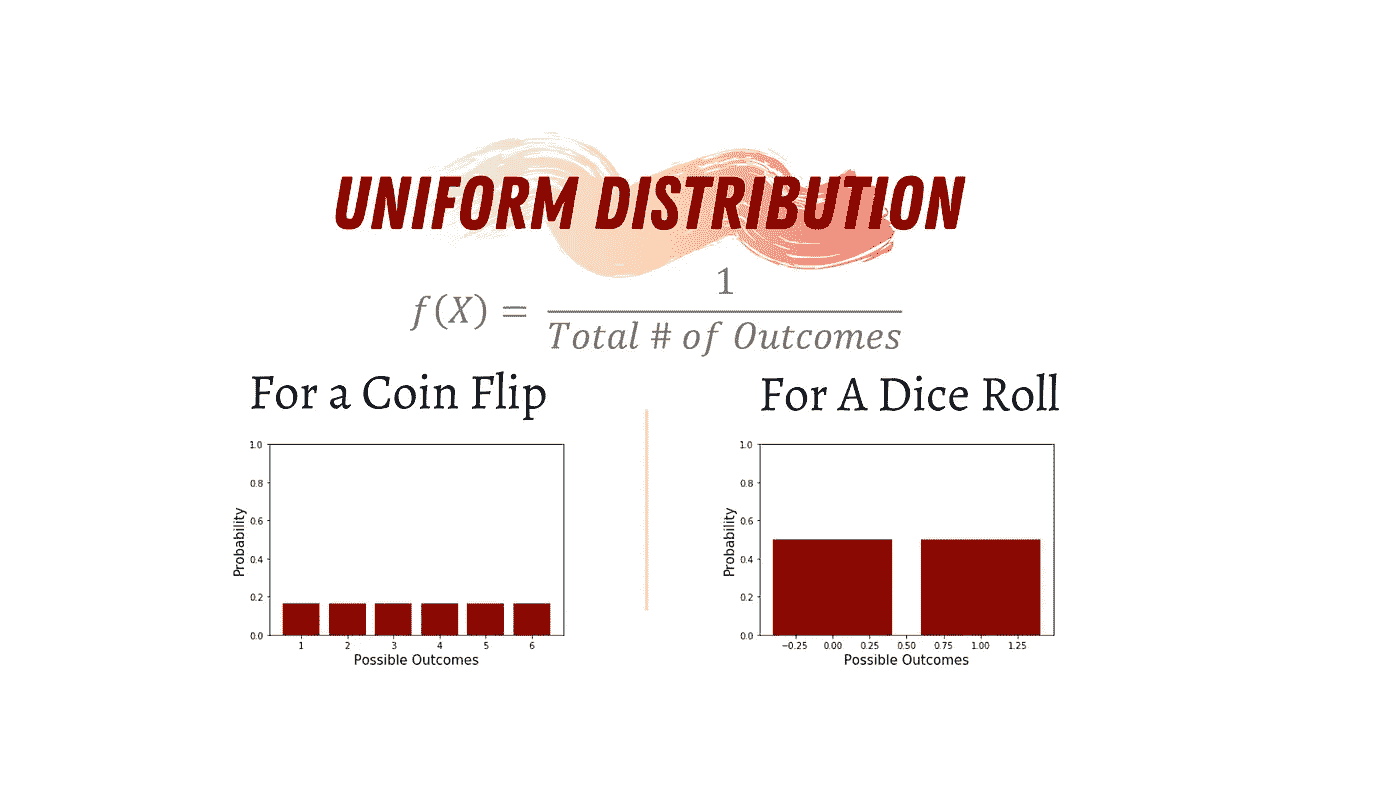 UNIFORM DISTRIBUTION
f(X) = 1 / Total # of Outcomes
For a Coin Flip
1.0
0.8
0.6
0.4
0.2
0.0
Probability
1 2 3 4 5 6
Possible Outcomes
For A Dice Roll
1.0
0.8
0.6
0.4
0.2
0.0
Probability
−0.25 0.00 0.25 0.50 0.75 1.00 1.25
Possible Outcomes